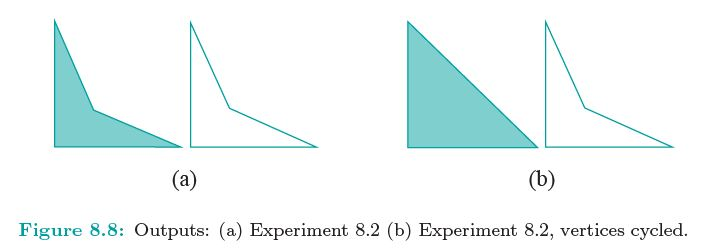 (a) (b)
Figure 8.8: Outputs: (a) Experiment 8.2 (b) Experiment 8.2, vertices cycled.